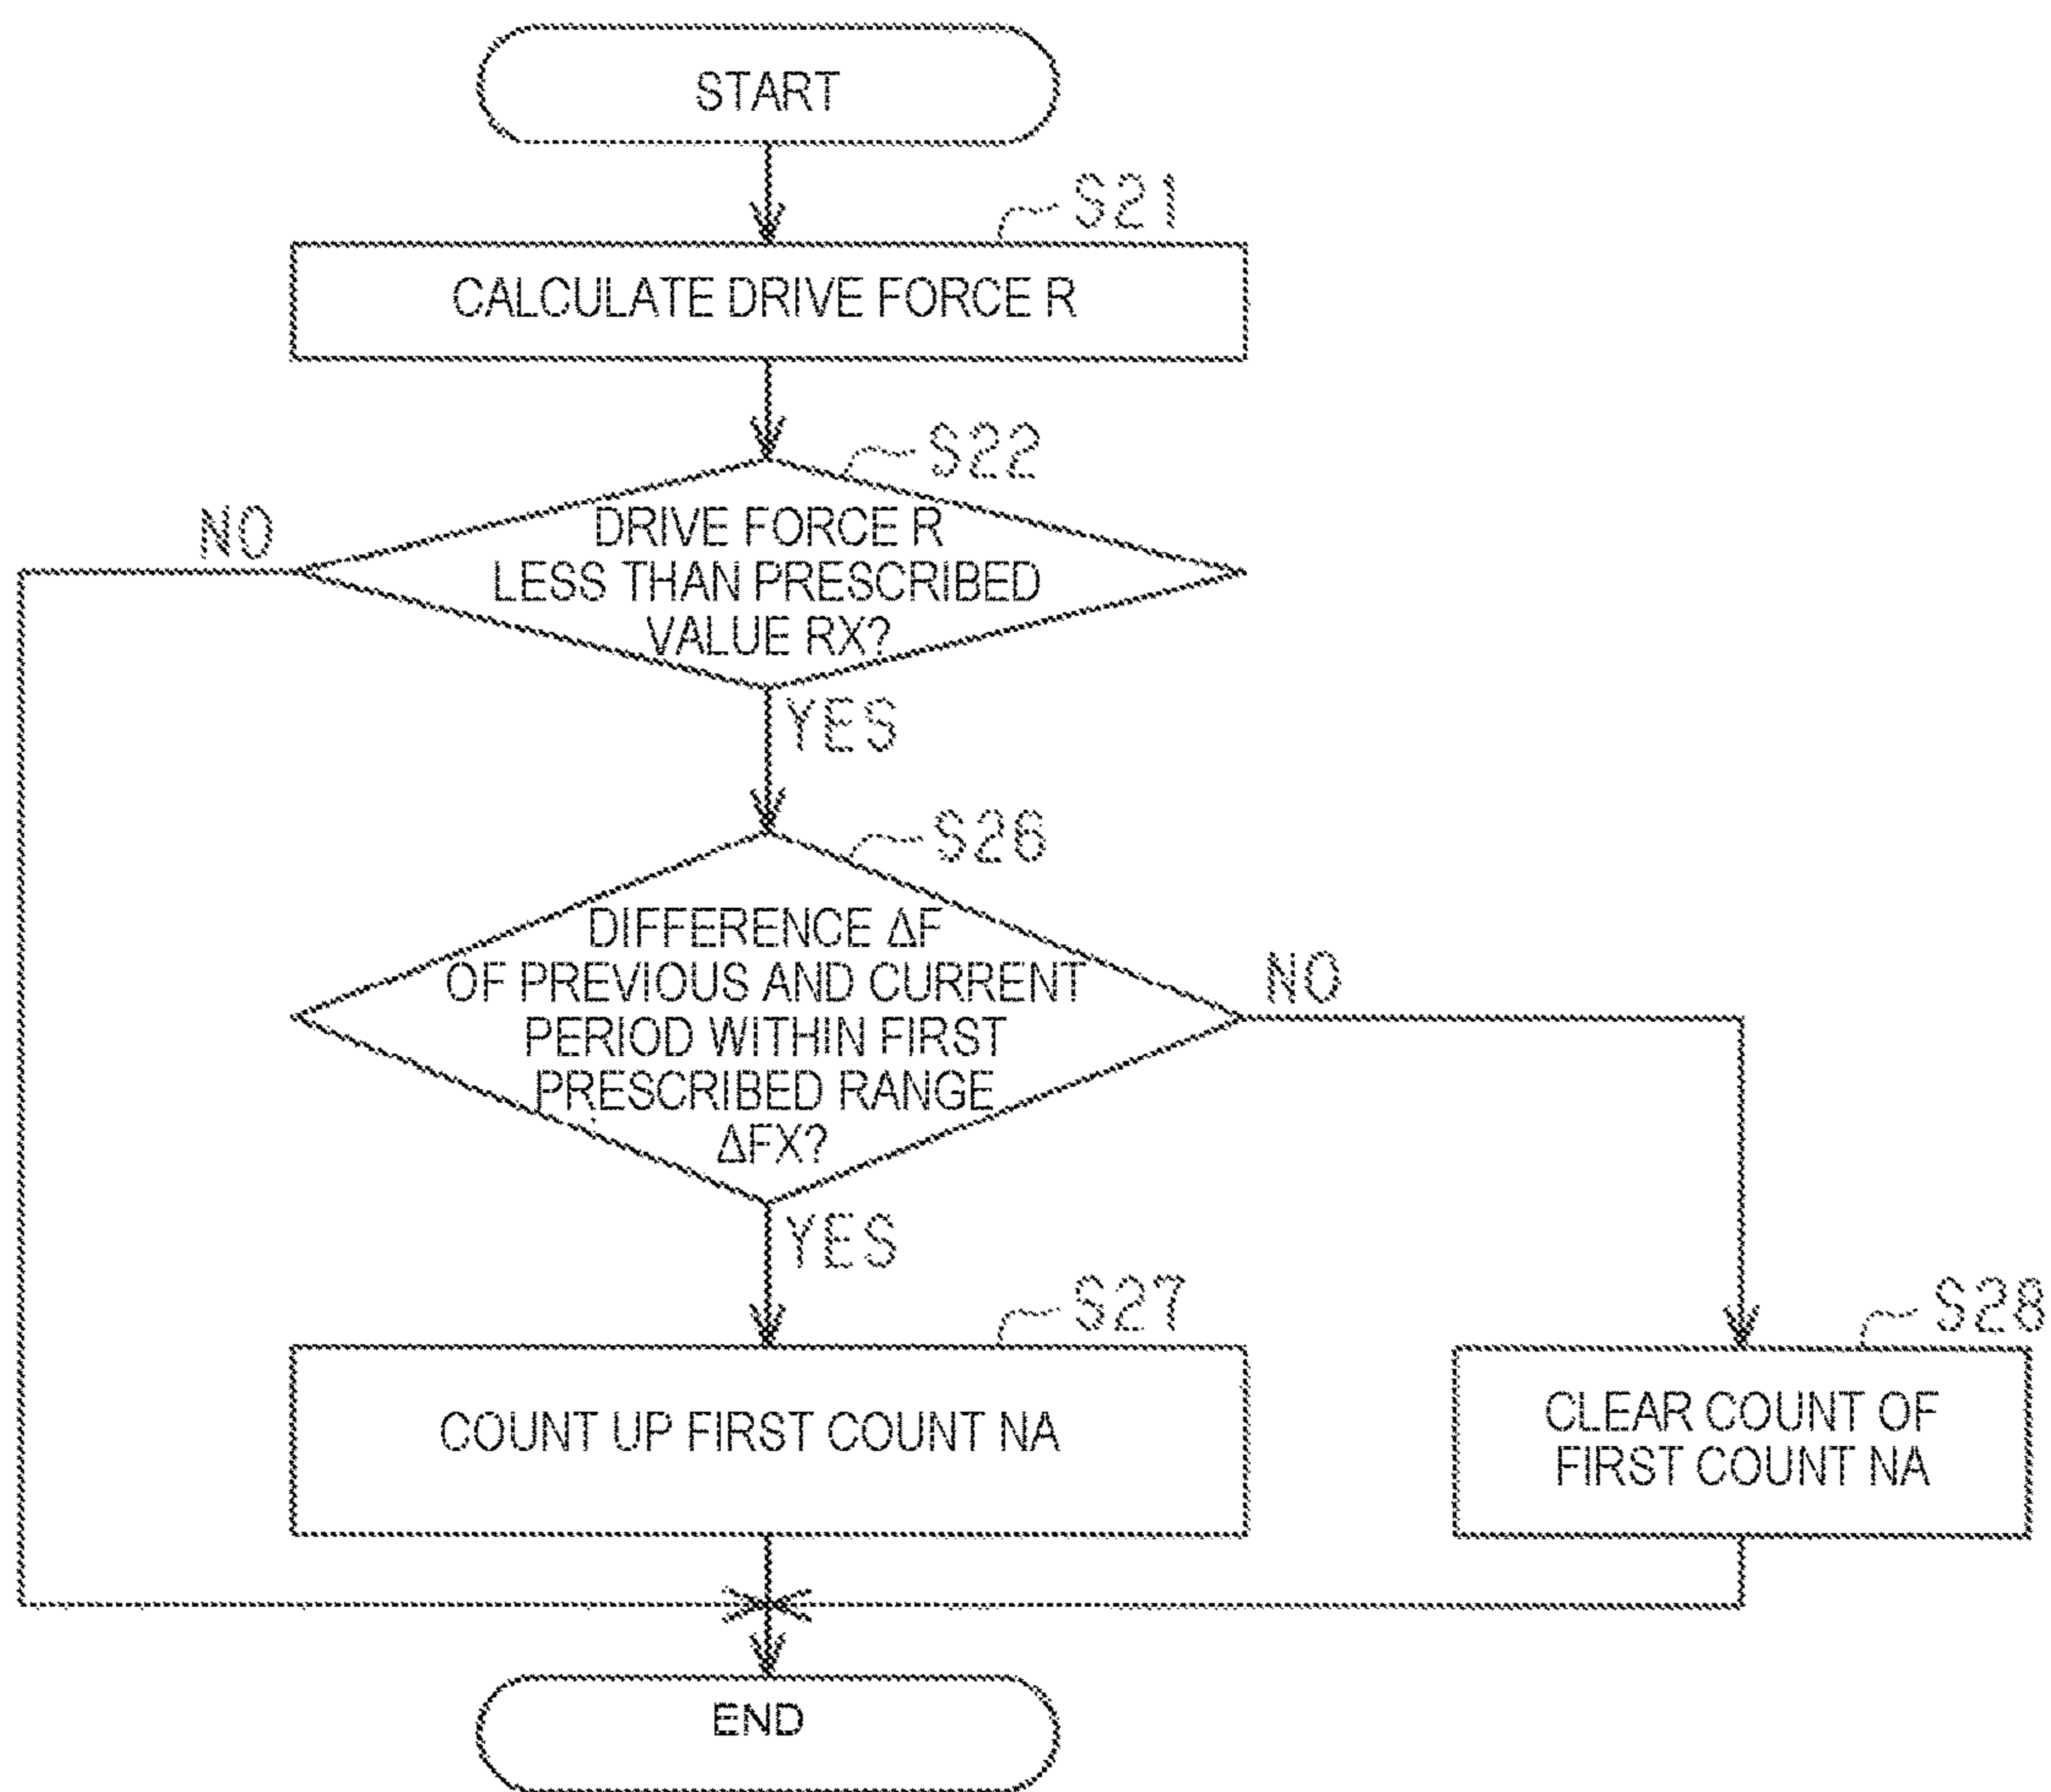 START
S21
CALCULATE DRIVE FORCE R
S22
NO
DRIVE FORCE R
LESS THAN PRESCRIBED
VALUE RX?
YES
S26
DIFFERENCE ΔF
OF PREVIOUS AND CURRENT
PERIOD WITHIN FIRST
PRESCRIBED RANGE
ΔFX?
NO
YES
S27
COUNT UP FIRST COUNT NA
S28
CLEAR COUNT OF
FIRST COUNT NA
END